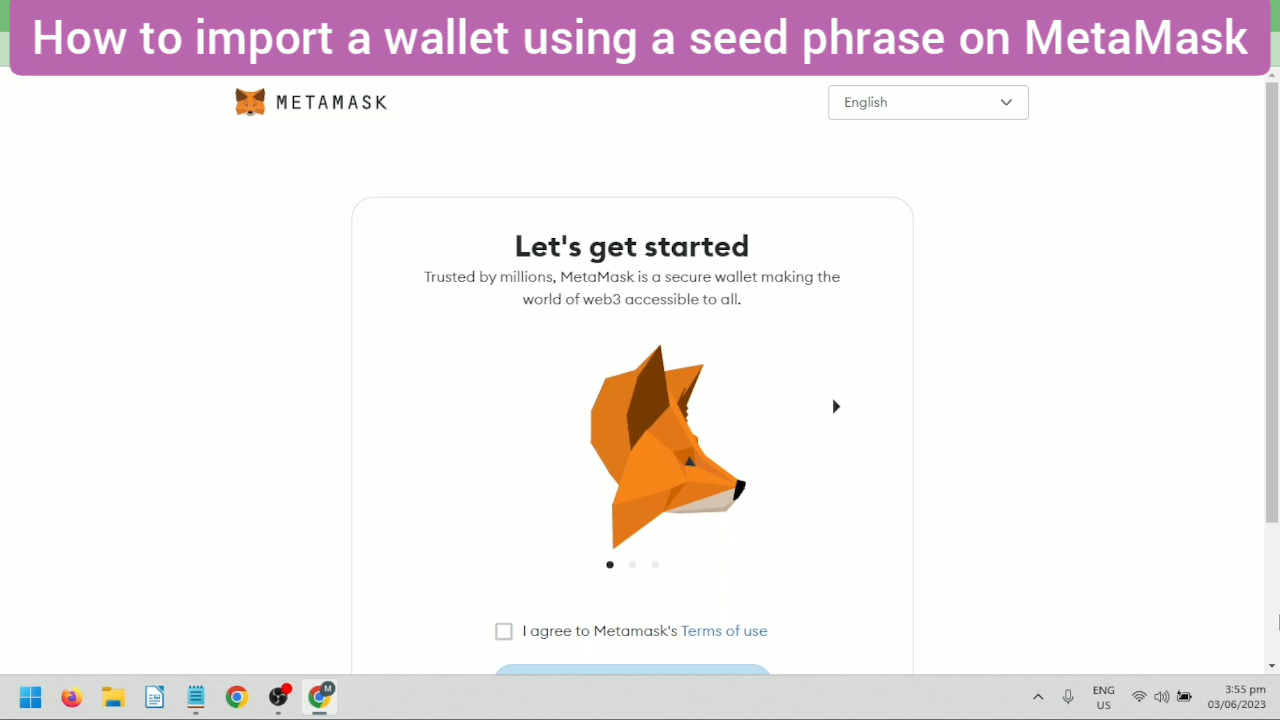 How to import a wallet using a seed phrase on MetaMask
METAMASK
English
Let's get started
Trusted by millions, MetaMask is a secure wallet making the
world of web3 accessible to all.
I agree to Metamask's Terms of use
M
ENG
US
3:55 pm
03/06/2023